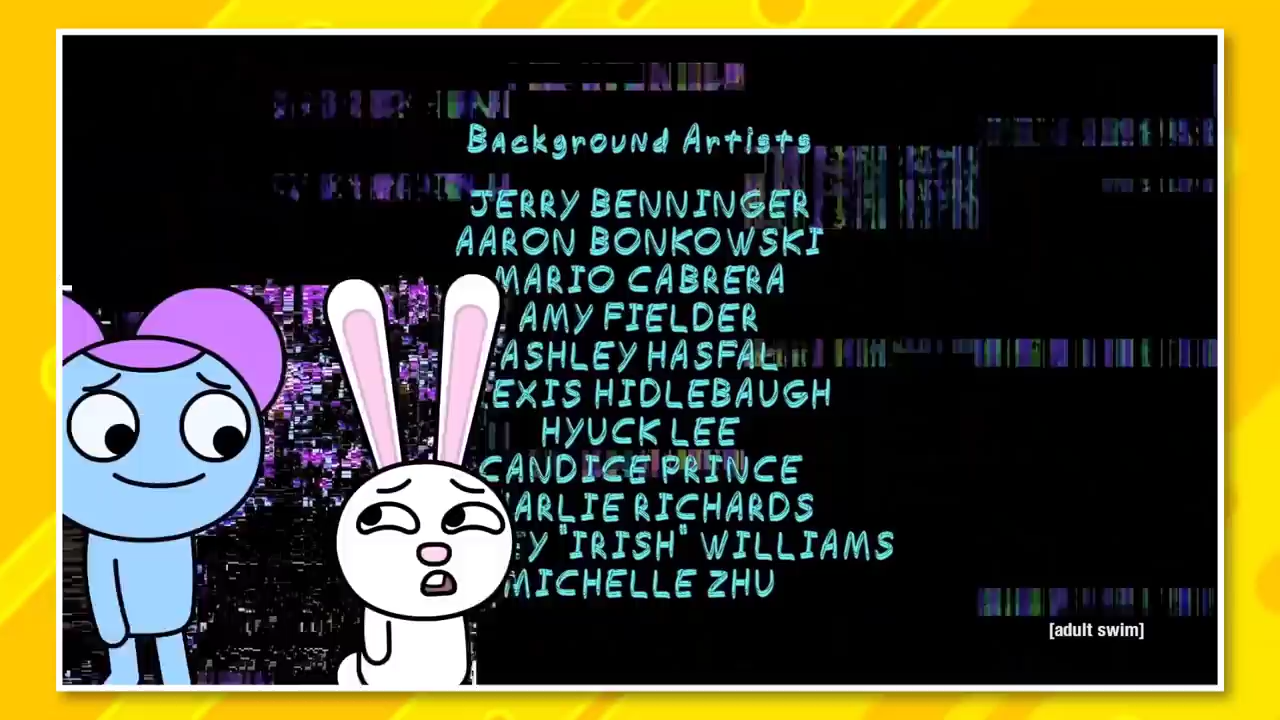 Background Artists
JERRY BENNINGER
AARON BONKOWSKI
MARIO CABRERA
AMY FIELDER
ASHLEY HASFAL
HIDLEBAUGH
HYUCK LEE
CANDICE PRINCE
RICHARDS
"IRISH" WILLIAMS
MICHELLE ZHU
[adult swim]